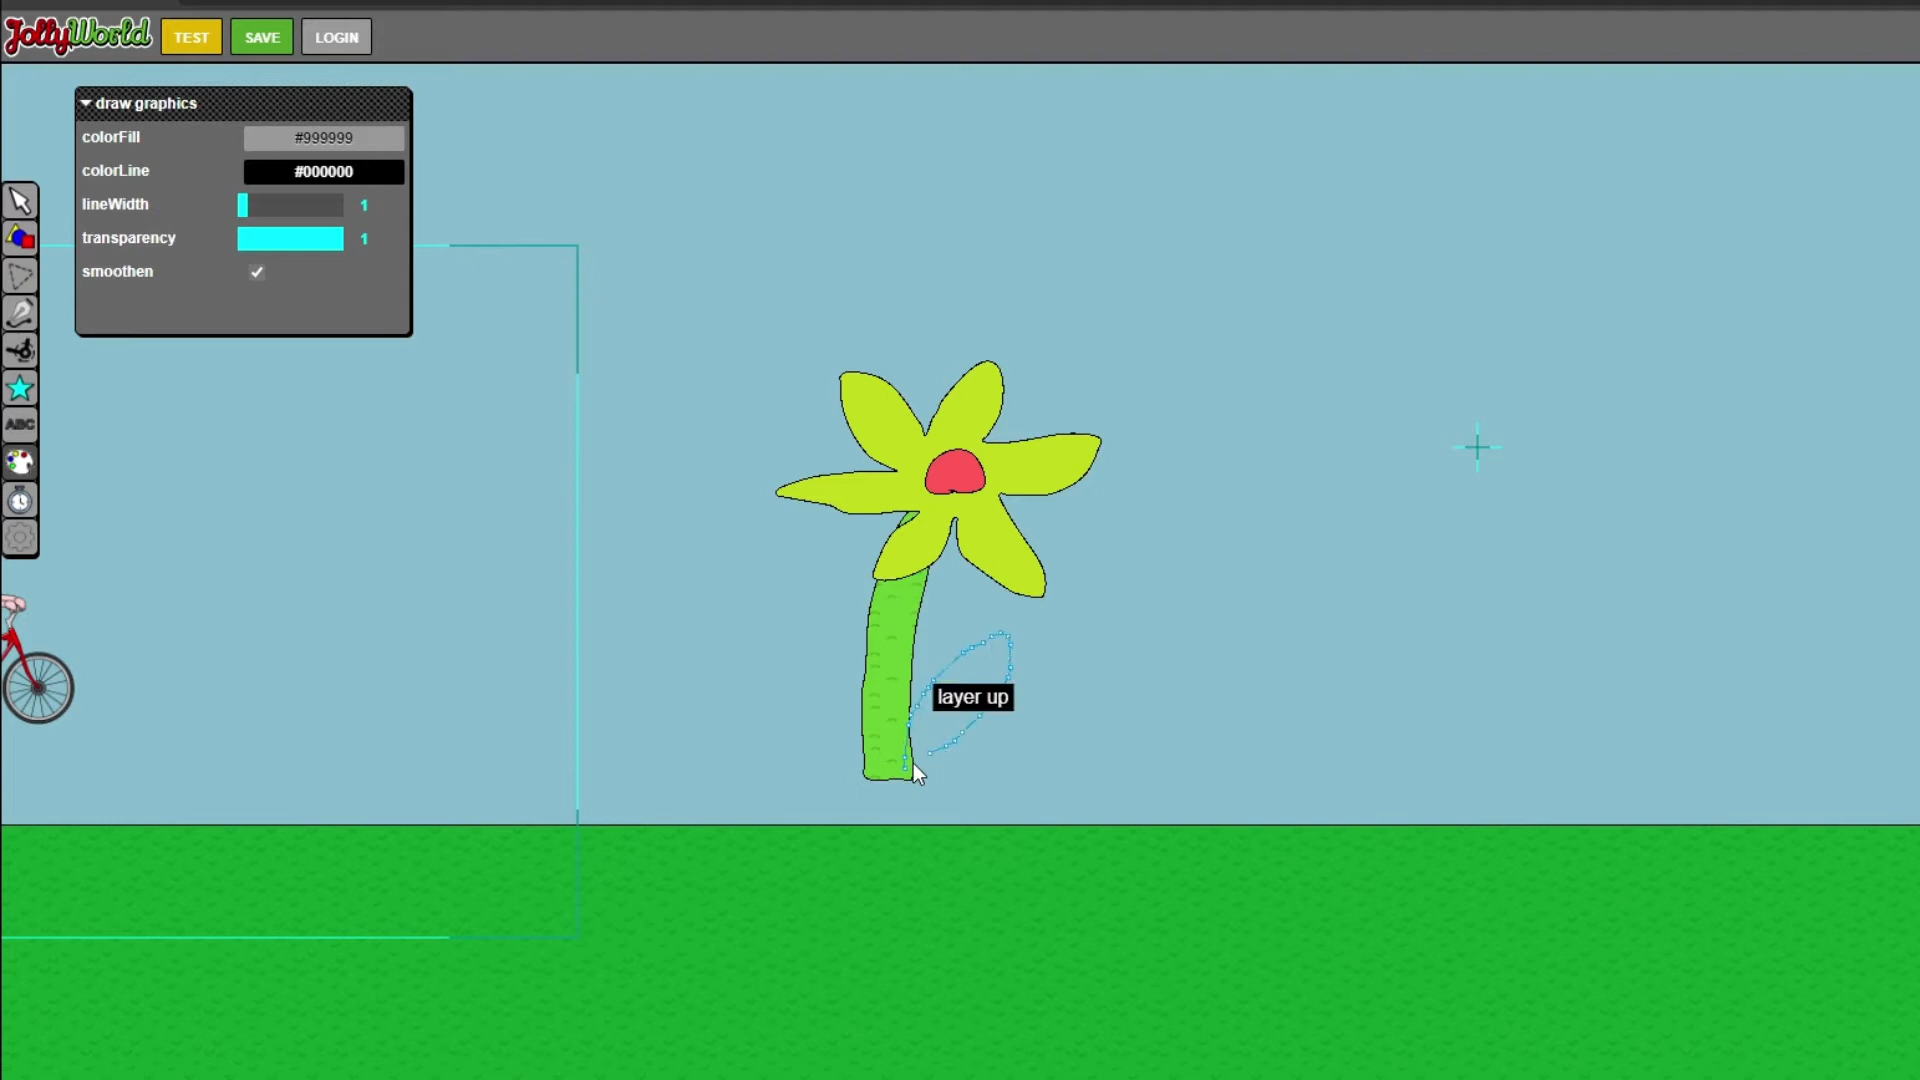 JollyWorld
TEST
SAVE
LOGIN
draw graphics
colorFill
#999999
colorLine
#000000
lineWidth
1
transparency
1
smoothen
ABC
layer up